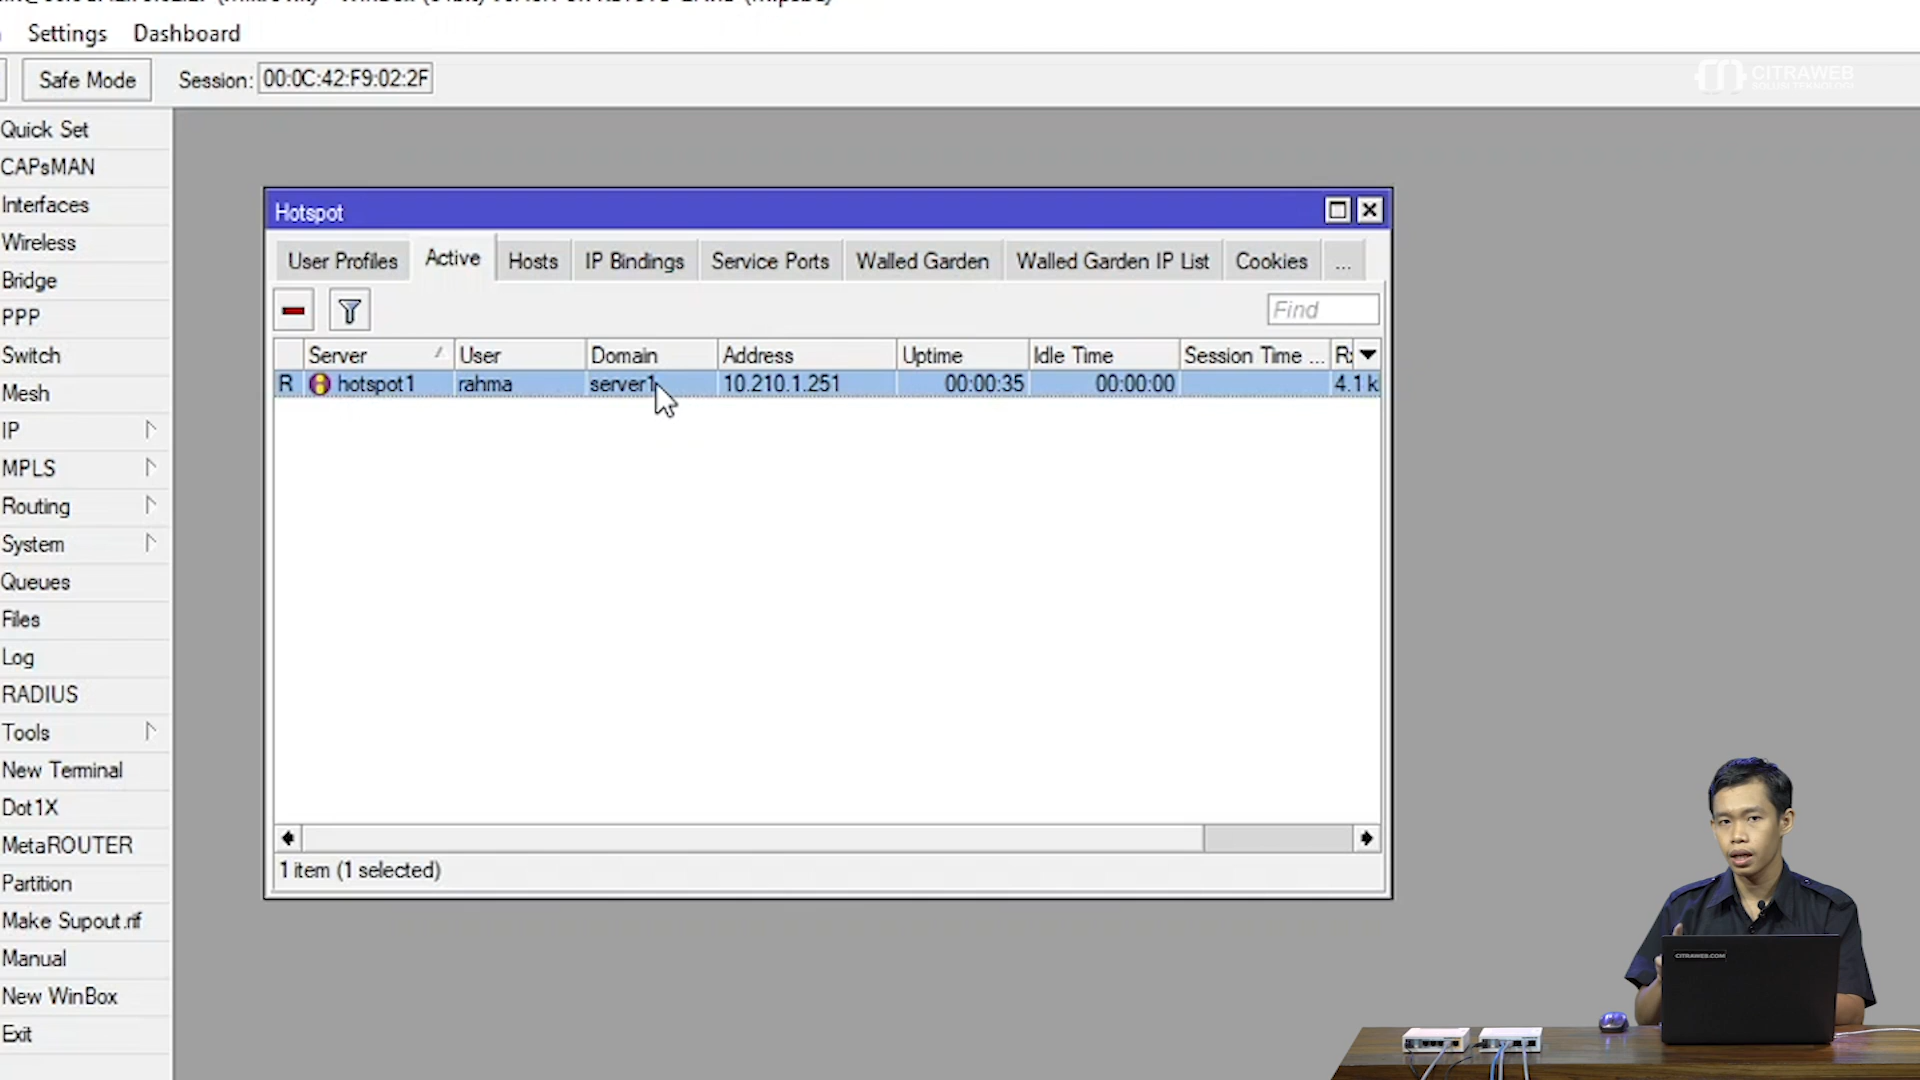 Settings Dashboard
Safe Mode Session: 00:0C:42:F9:02:2F
CITRAWEB
Quick Set
CAPsMAN
Interfaces
Wireless
Bridge
PPP
Switch
Mesh
IP
MPLS
Routing
System
Queues
Files
Log
RADIUS
Tools
New Terminal
Dot1X
MetaROUTER
Partition
Make Supout.rif
Manual
New WinBox
Exit
Hotspot
User Profiles Active Hosts IP Bindings Service Ports Walled Garden Walled Garden IP List Cookies ...
Find
Server User Domain Address Uptime Idle Time Session Time ...
R hotspot1 rahma server1 10.210.1.251 00:00:35 00:00:00 4.1 k
1 item (1 selected)
CITRAWEB.COM